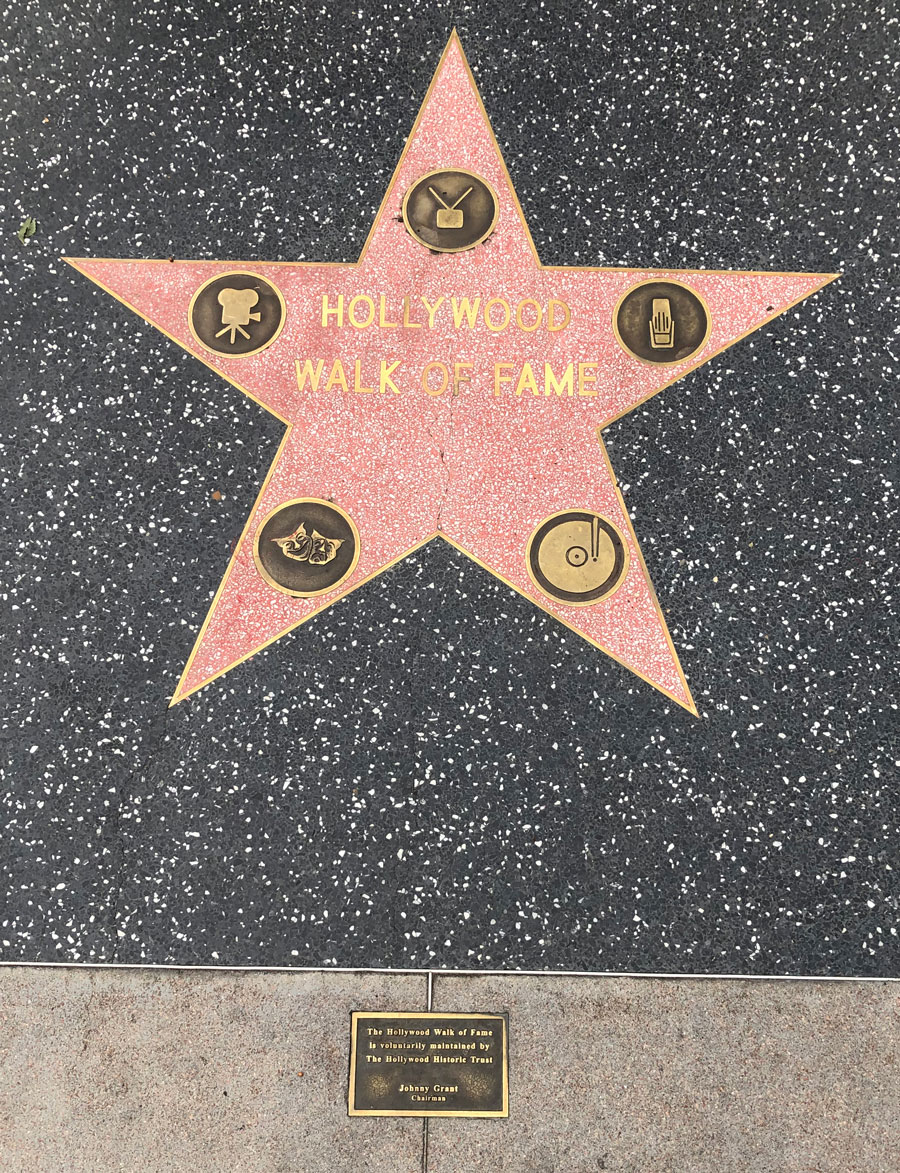 HOLLYWOOD
WALK OF FAME
The Hollywood Walk of Fame
is voluntarily maintained by
The Hollywood Historic Trust
Johnny Grant
Chairman